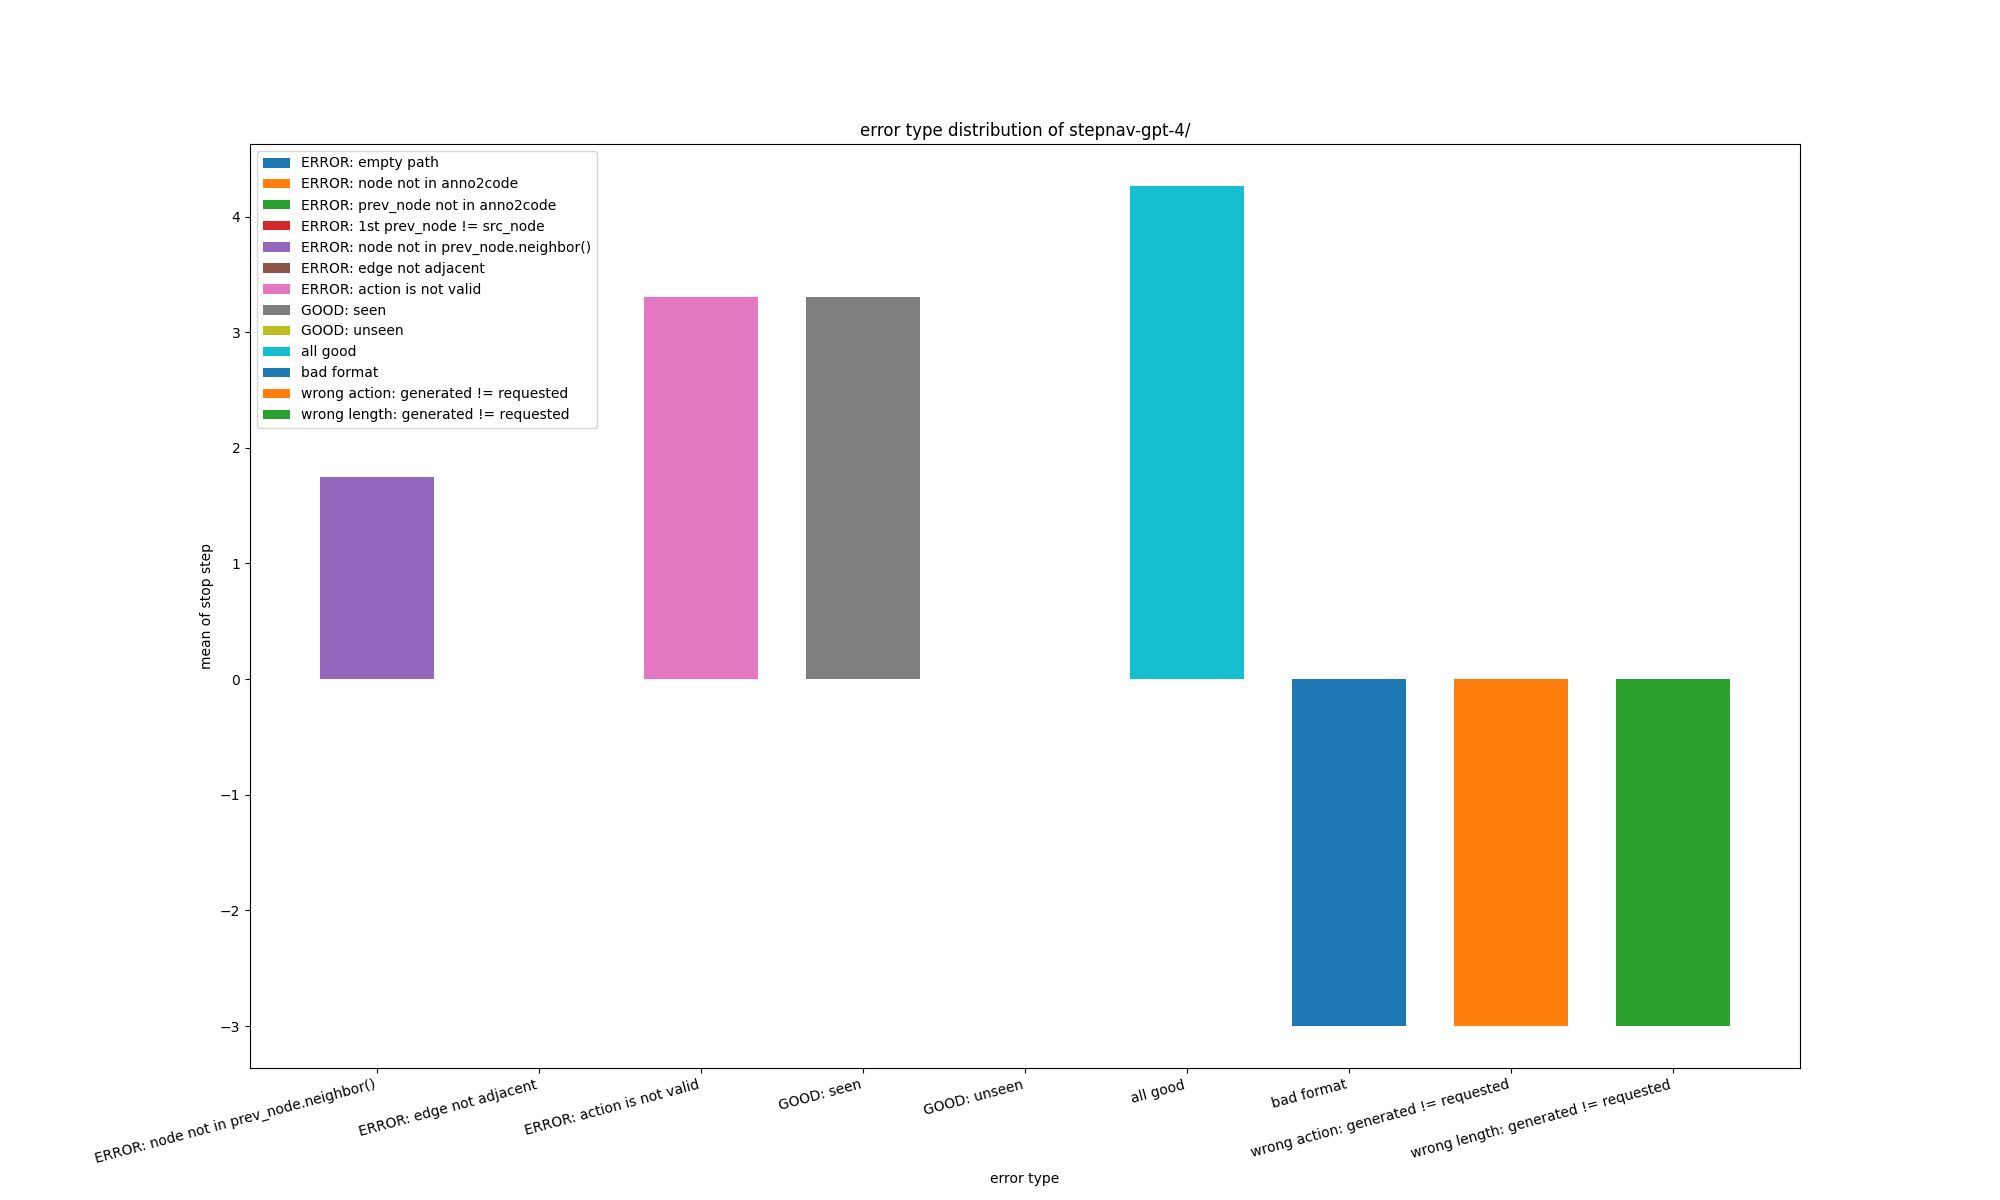 error type distribution of stepnav-gpt-4/
ERROR: empty path
ERROR: node not in anno2code
ERROR: prev_node not in anno2code
ERROR: 1st prev_node != src_node
ERROR: node not in prev_node.neighbor()
ERROR: edge not adjacent
ERROR: action is not valid
GOOD: seen
GOOD: unseen
all good
bad format
wrong action: generated != requested
wrong length: generated != requested
4
3
2
1
0
−1
−2
−3
mean of stop step
ERROR: node not in prev_node.neighbor()
ERROR: edge not adjacent
ERROR: action is not valid
GOOD: seen
GOOD: unseen
all good
bad format
wrong action: generated != requested
wrong length: generated != requested
error type